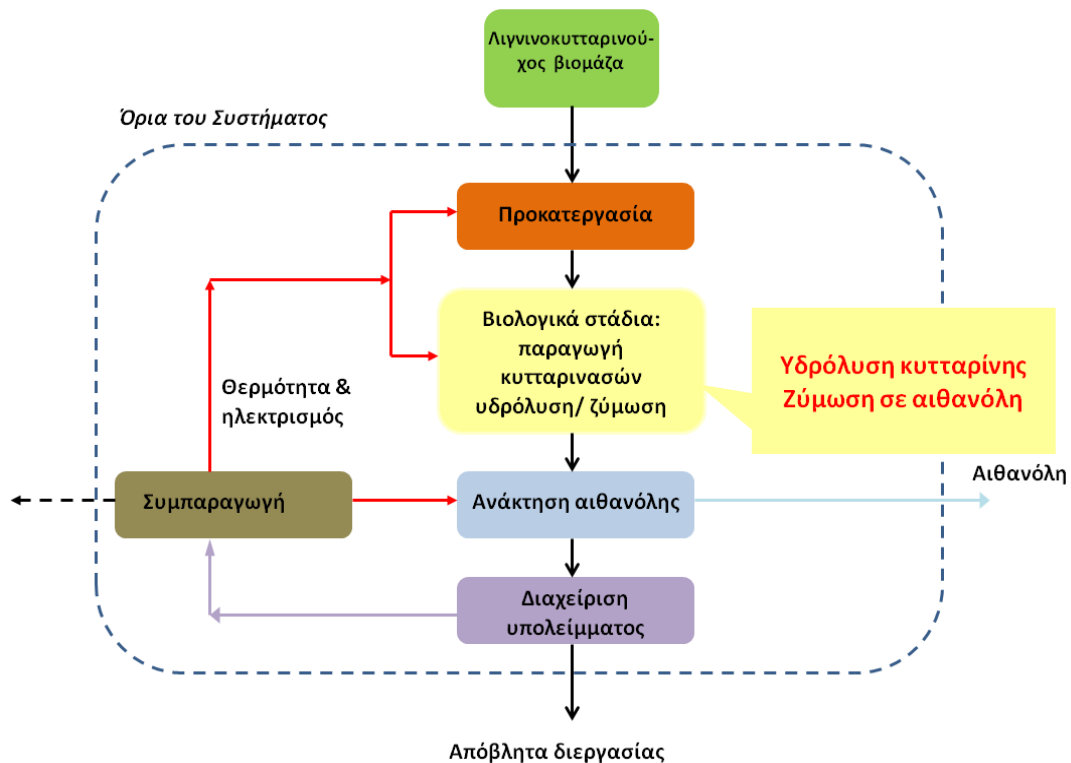 Λιγνινοκυτταρινού-
χος βιομάζα
Όρια του Συστήματος
Προκατεργασία
Βιολογικά στάδια:
παραγωγή
κυτταρινασών
υδρόλυση/ ζύμωση
Υδρόλυση κυτταρίνης
Ζύμωση σε αιθανόλη
Θερμότητα &
ηλεκτρισμός
Αιθανόλη
Συμπαραγωγή
Ανάκτηση αιθανόλης
Διαχείριση
υπολείμματος
Απόβλητα διεργασίας